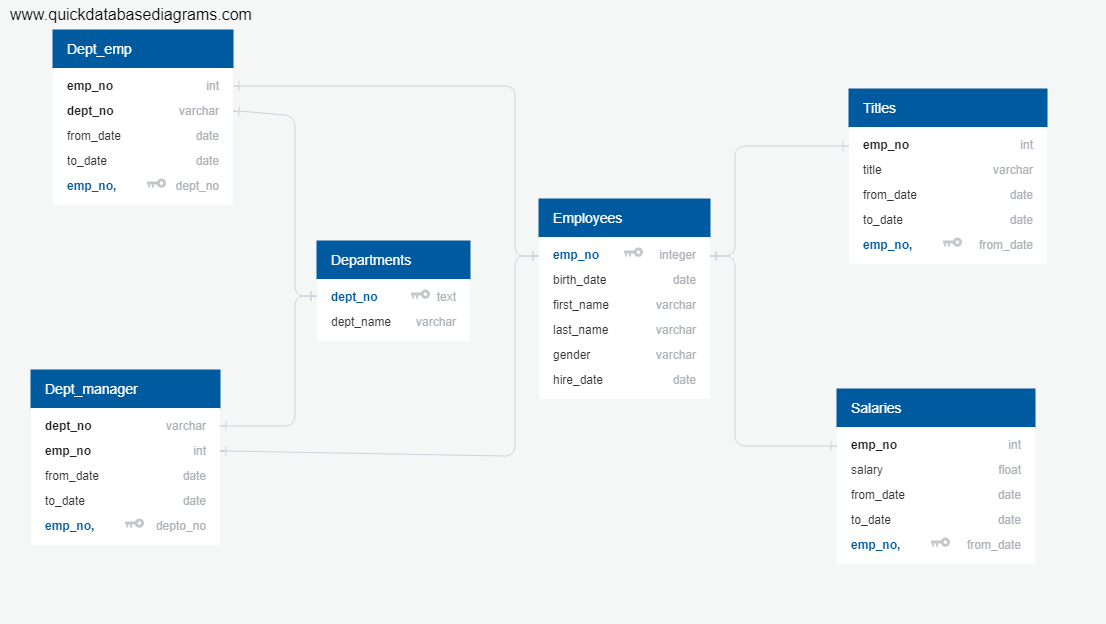 www.quickdatabasediagrams.com
Dept_emp
emp_no int
dept_no varchar
from_date date
to_date date
emp_no, dept_no
Departments
dept_no text
dept_name varchar
Dept_manager
dept_no varchar
emp_no int
from_date date
to_date date
emp_no, depto_no
Employees
emp_no integer
birth_date date
first_name varchar
last_name varchar
gender varchar
hire_date date
Titles
emp_no int
title varchar
from_date date
to_date date
emp_no, from_date
Salaries
emp_no int
salary float
from_date date
to_date date
emp_no, from_date